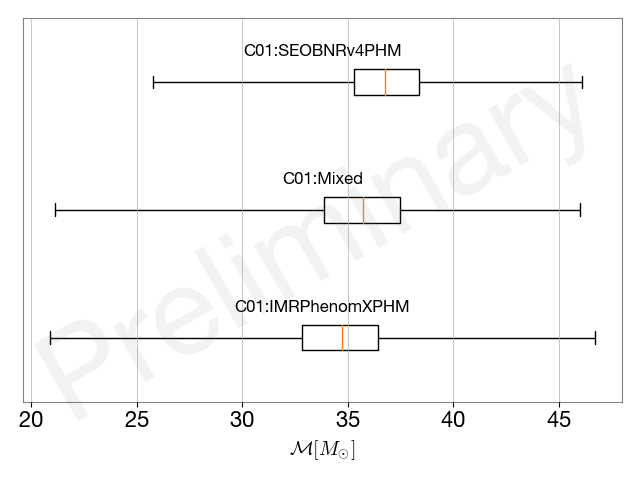 C01:SEOBNRv4PHM
C01:Mixed
C01:IMRPhenomXPHM
Preliminary
20 25 30 35 40 45
ℳ[M⊙]